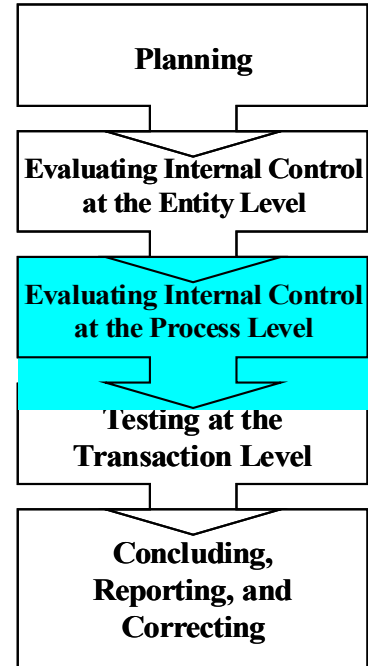 Planning
Evaluating Internal Control
at the Entity Level
Evaluating Internal Control
at the Process Level
Testing at the
Transaction Level
Concluding,
Reporting, and
Correcting